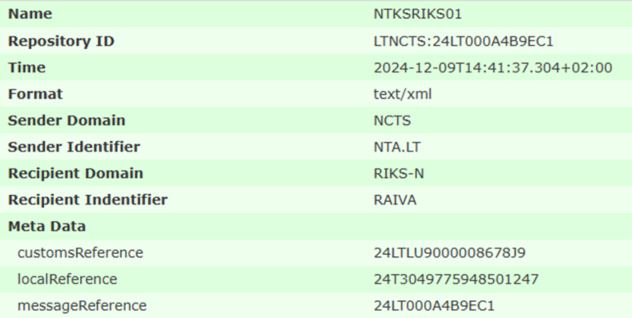 Name NTKSRIKS01
Repository ID LTNCTS:24LT000A4B9EC1
Time 2024-12-09T14:41:37.304+02:00
Format text/xml
Sender Domain NCTS
Sender Identifier NTA.LT
Recipient Domain RIKS-N
Recipient Indentifier RAIVA
Meta Data
customsReference 24LTLU9000008678J9
localReference 24T3049775948501247
messageReference 24LT000A4B9EC1